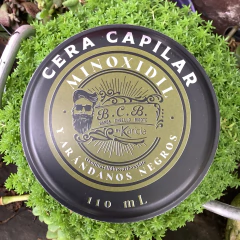 CERA CAPILAR
MINOXIDIL
B.C.B.
Y ARÁNDANOS NEGROS
110 mL